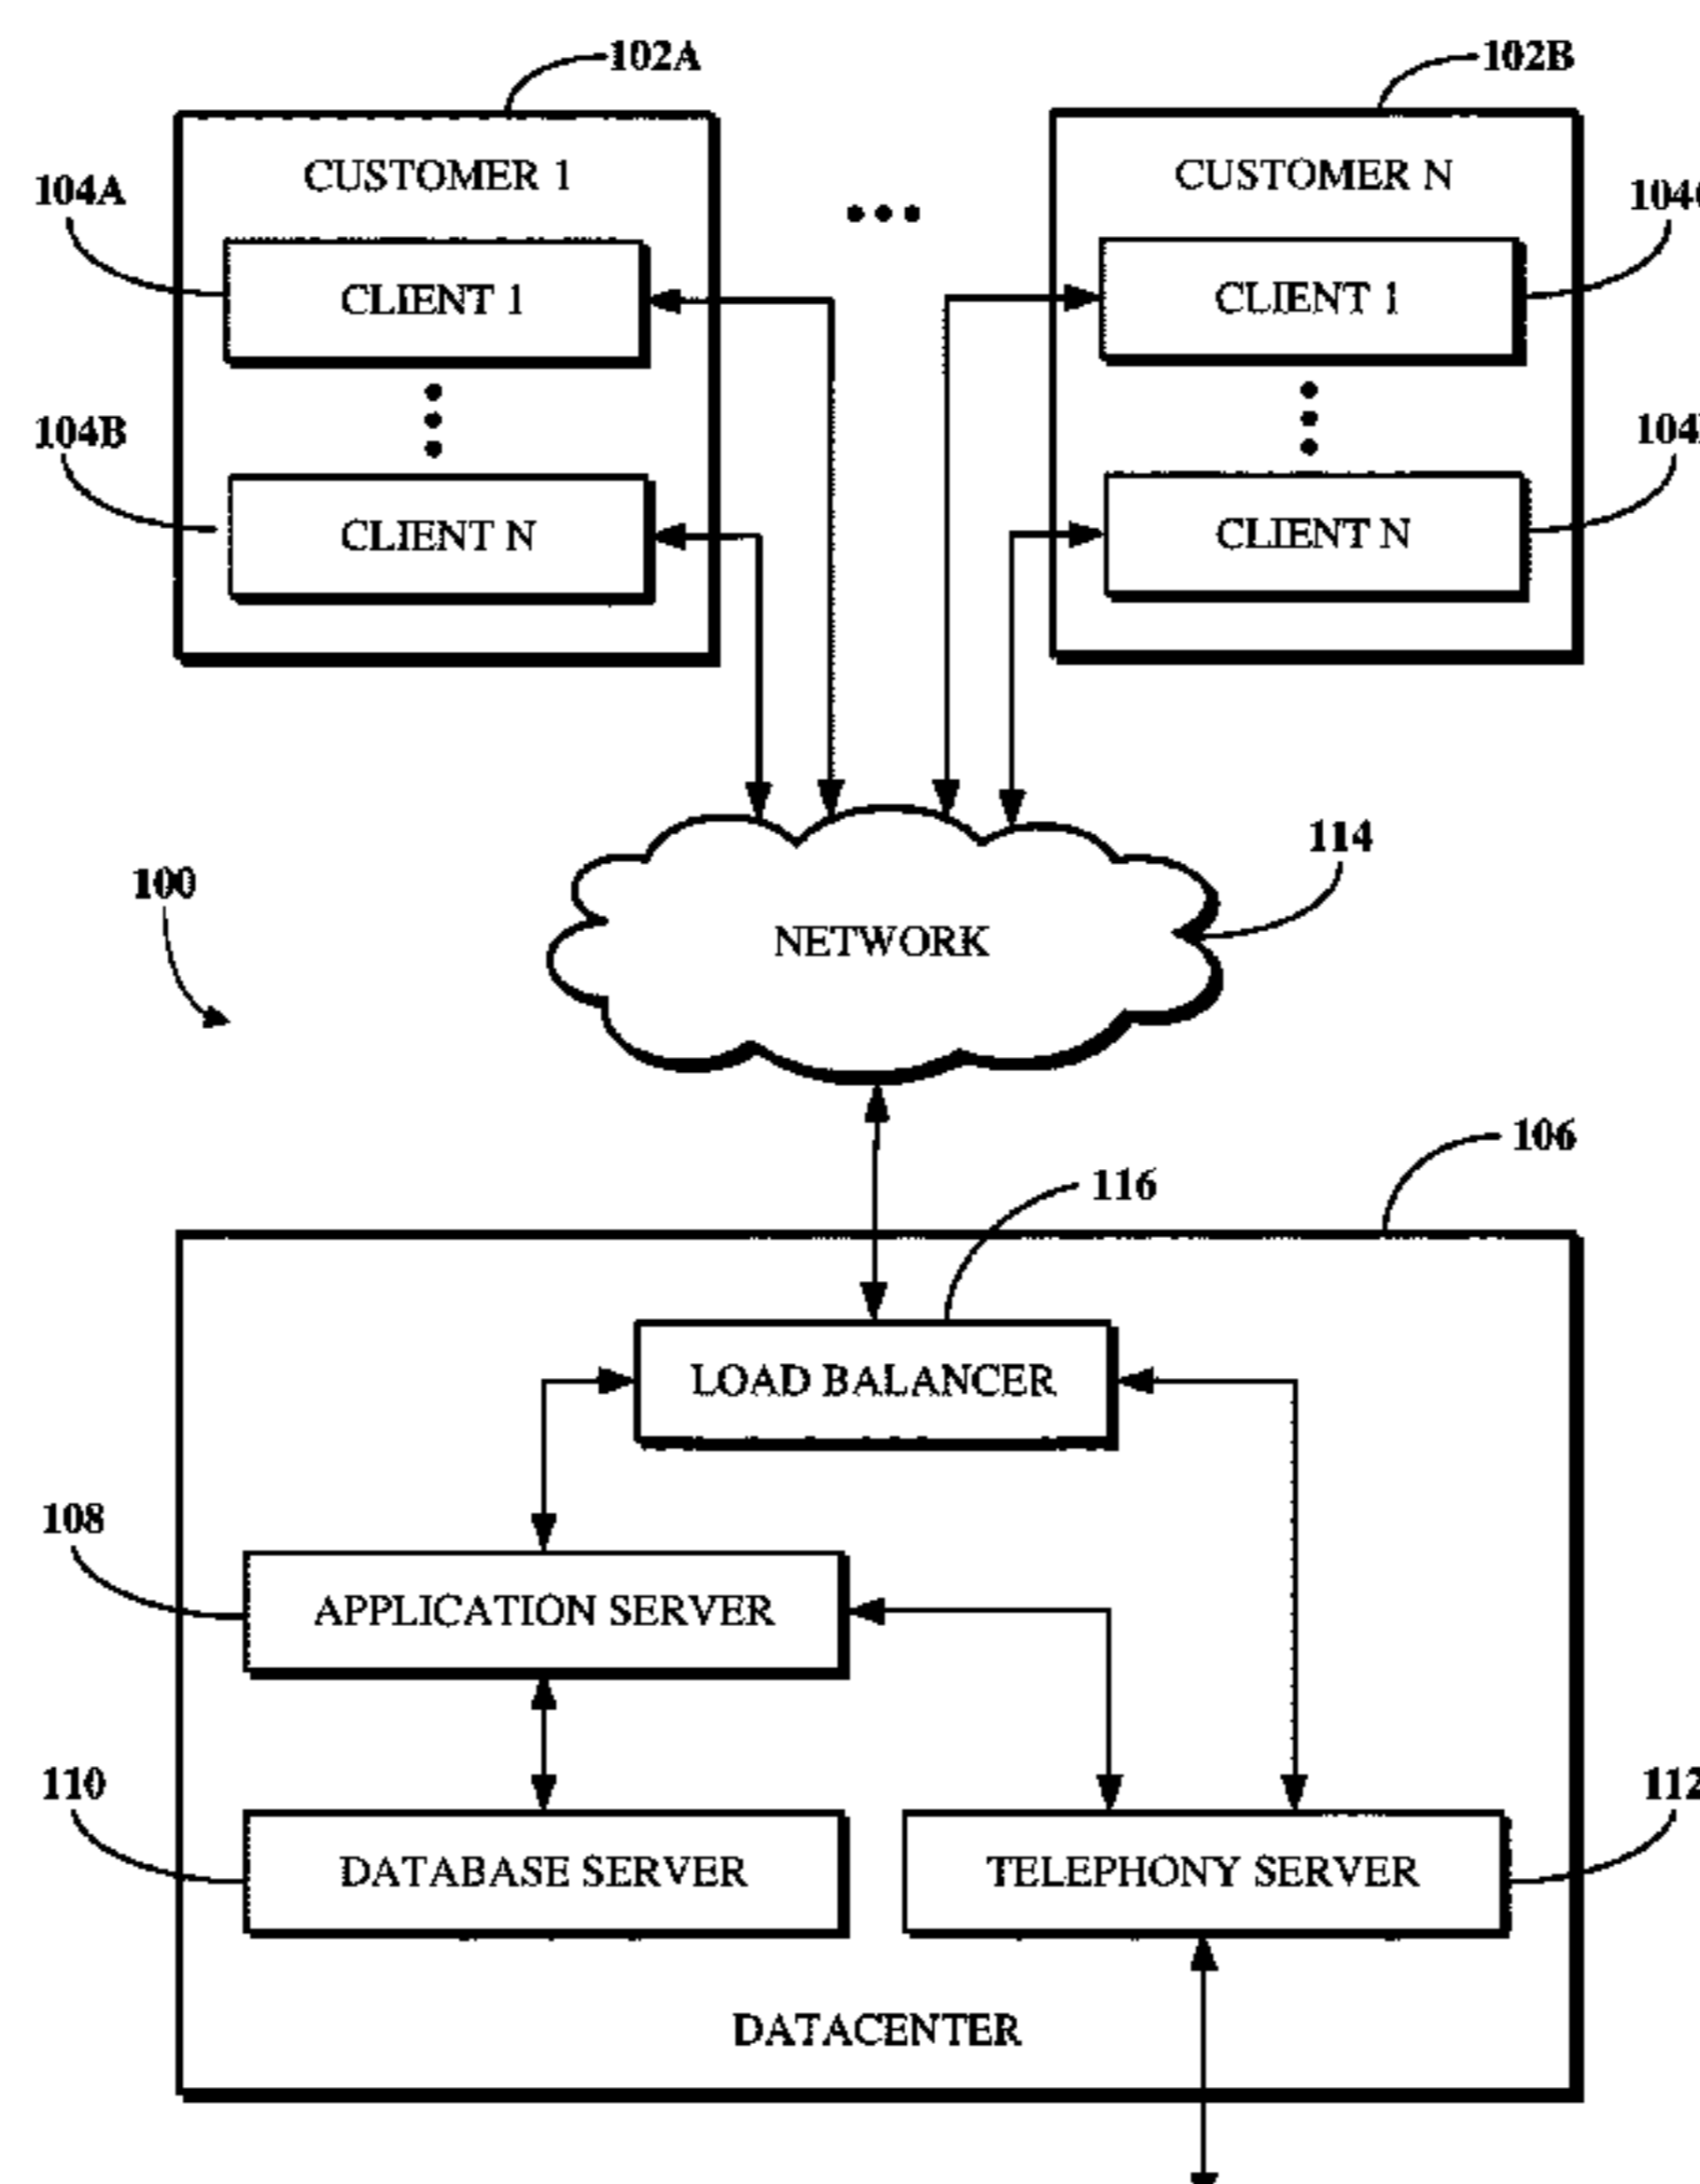 102A
102B
CUSTOMER 1
CUSTOMER N
104A
CLIENT 1
CLIENT 1
104B
CLIENT N
CLIENT N
114
100
NETWORK
106
116
LOAD BALANCER
108
APPLICATION SERVER
110
112
DATABASE SERVER
TELEPHONY SERVER
DATACENTER